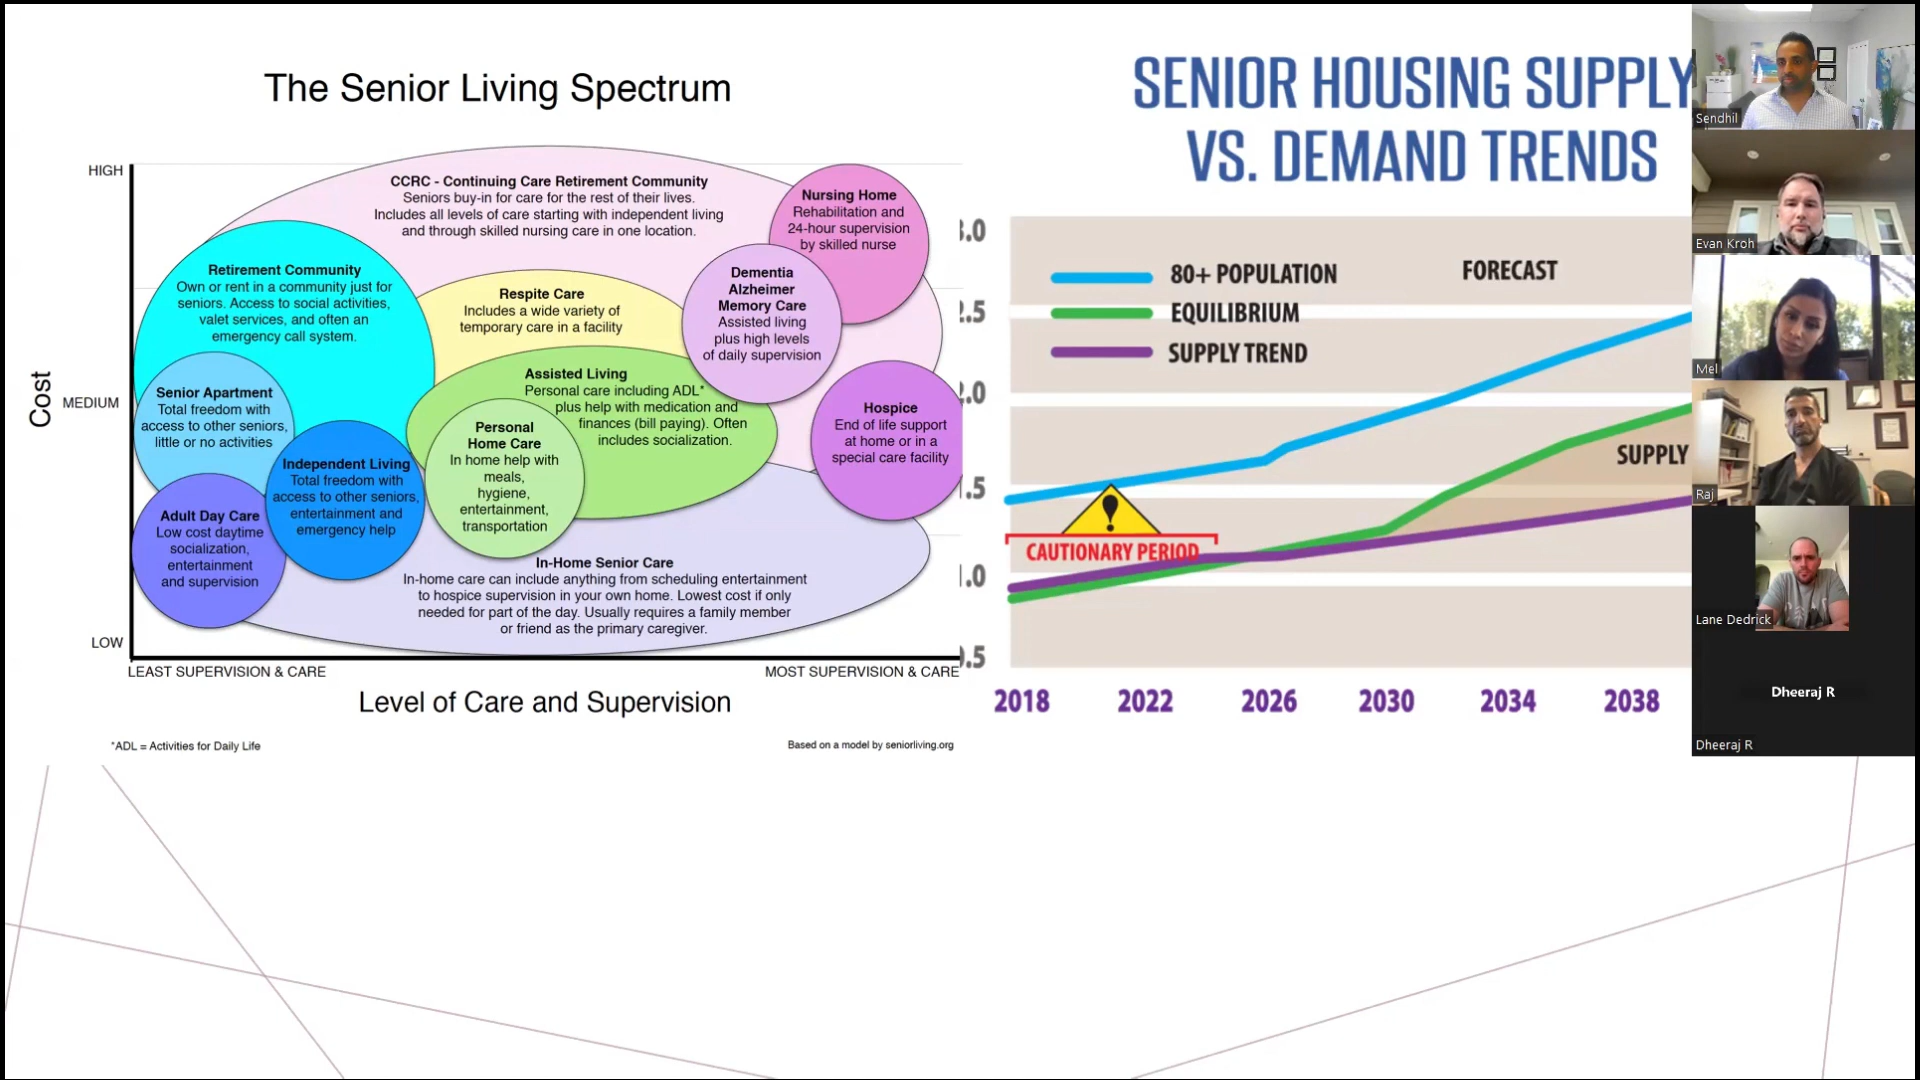 The Senior Living Spectrum
HIGH
MEDIUM
LOW
Cost
CCRC - Continuing Care Retirement Community
Seniors buy-in for care for the rest of their lives.
Includes all levels of care starting with independent living
and through skilled nursing care in one location.
Nursing Home
Rehabilitation and
24-hour supervision
by skilled nurse
Retirement Community
Own or rent in a community just for
seniors. Access to social activities,
valet services, and often an
emergency call system.
Respite Care
Includes a wide variety of
temporary care in a facility
Dementia
Alzheimer
Memory Care
Assisted living
plus high levels
of daily supervision
Assisted Living
Personal care including ADL*
plus help with medication and
finances (bill paying). Often
includes socialization.
Senior Apartment
Total freedom with
access to other seniors,
little or no activities
Hospice
End of life support
at home or in a
special care facility
Personal
Home Care
In home help with
meals,
hygiene,
entertainment,
transportation
Independent Living
Total freedom with
access to other seniors,
entertainment and
emergency help
Adult Day Care
Low cost daytime
socialization,
entertainment
and supervision
In-Home Senior Care
In-home care can include anything from scheduling entertainment
to hospice supervision in your own home. Lowest cost if only
needed for part of the day. Usually requires a family member
or friend as the primary caregiver.
LEAST SUPERVISION & CARE
MOST SUPERVISION & CARE
Level of Care and Supervision
*ADL = Activities for Daily Life
Based on a model by seniorliving.org
SENIOR HOUSING SUPPLY
VS. DEMAND TRENDS
3.0
2.5
2.0
1.5
1.0
0.5
80+ POPULATION
EQUILIBRIUM
SUPPLY TREND
FORECAST
SUPPLY
!
CAUTIONARY PERIOD
2018 2022 2026 2030 2034 2038
Sendhil
Evan Kroh
Mel
Raj
Lane Dedrick
Dheeraj R
Dheeraj R